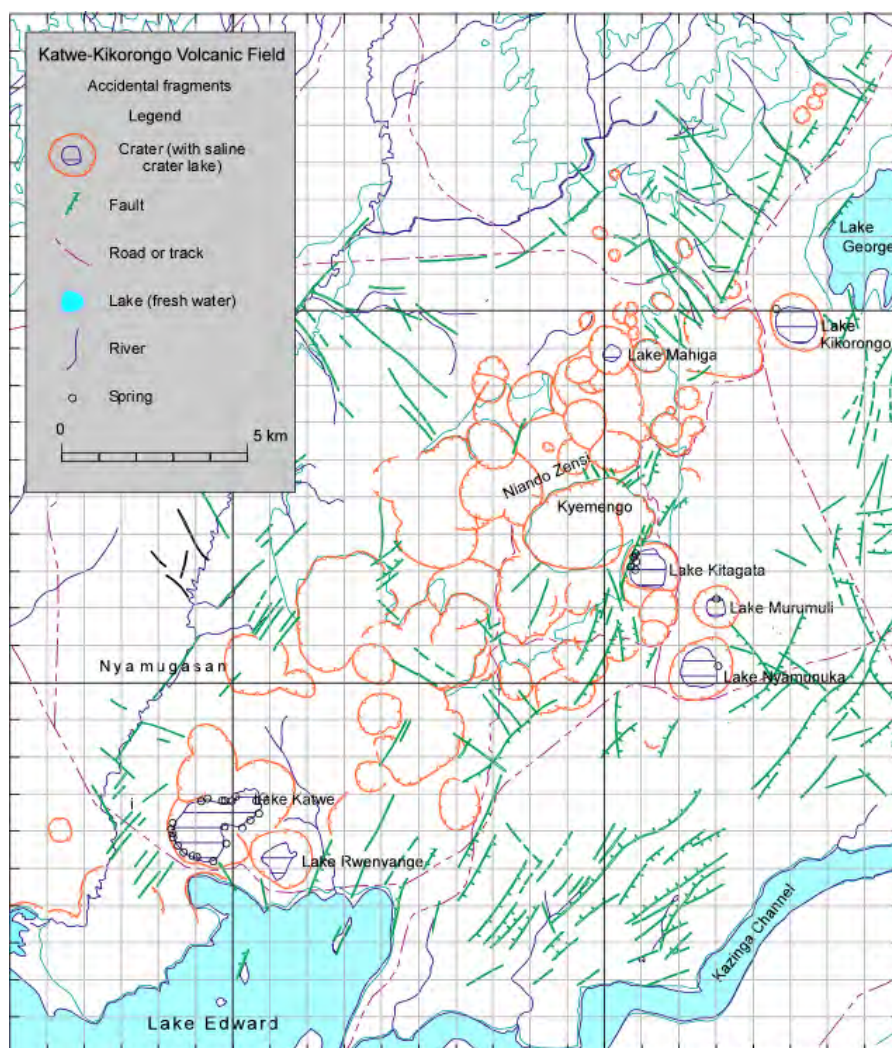 Katwe-Kikorongo Volcanic Field
Accidental fragments
Legend
Crater (with saline
crater lake)
Fault
Road or track
Lake (fresh water)
River
Spring
0
5 km
Lake
George
Lake
Kikorongo
Lake Mahiga
Niando Zensi
Kyemengo
Lake Kitagata
Lake Murumuli
Nyamugasan
Lake Nyamunuka
i
Lake Katwe
Lake Rwenvange
Kazinga Channel
Lake Edward